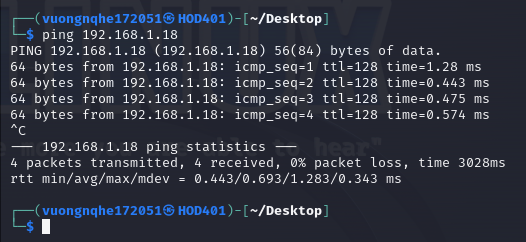 ┌──(vuongnqhe172051㉿HOD401)-[~/Desktop]
└─$ ping 192.168.1.18
PING 192.168.1.18 (192.168.1.18) 56(84) bytes of data.
64 bytes from 192.168.1.18: icmp_seq=1 ttl=128 time=1.28 ms
64 bytes from 192.168.1.18: icmp_seq=2 ttl=128 time=0.443 ms
64 bytes from 192.168.1.18: icmp_seq=3 ttl=128 time=0.475 ms
64 bytes from 192.168.1.18: icmp_seq=4 ttl=128 time=0.574 ms
^C
--- 192.168.1.18 ping statistics ---
4 packets transmitted, 4 received, 0% packet loss, time 3028ms
rtt min/avg/max/mdev = 0.443/0.693/1.283/0.343 ms
┌──(vuongnqhe172051㉿HOD401)-[~/Desktop]
└─$